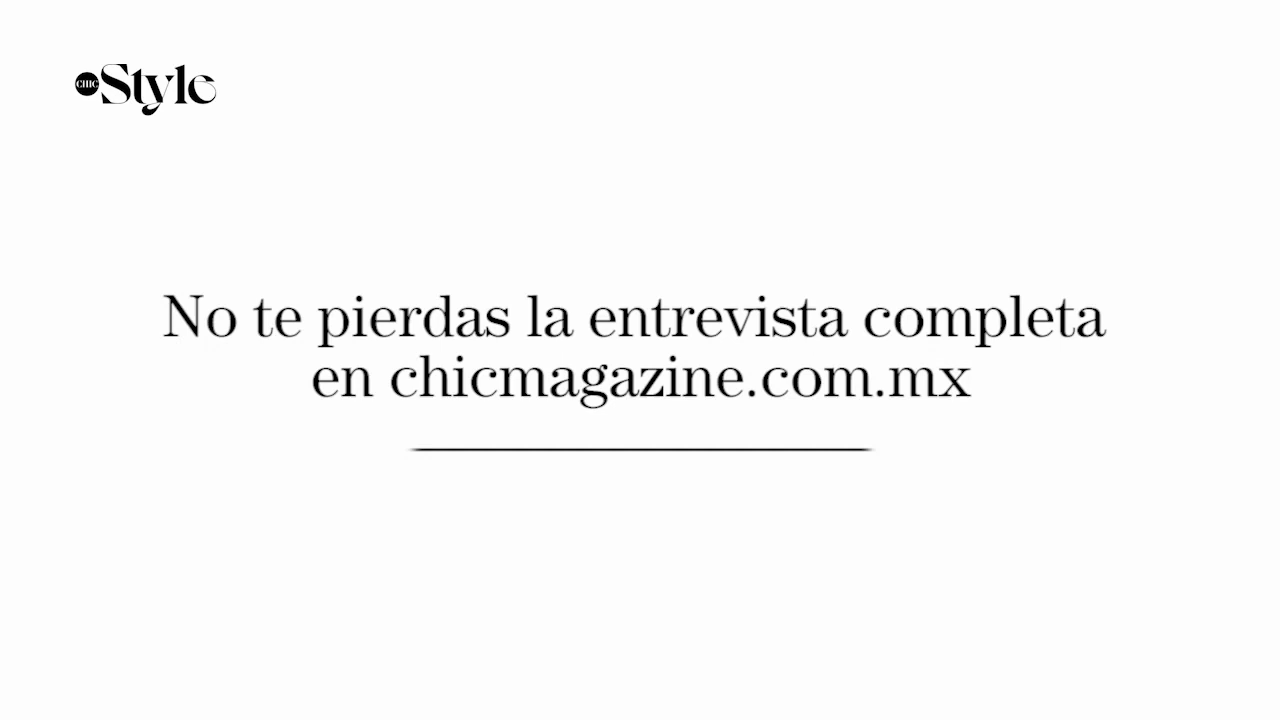 CHIC Style
No te pierdas la entrevista completa
en chicmagazine.com.mx